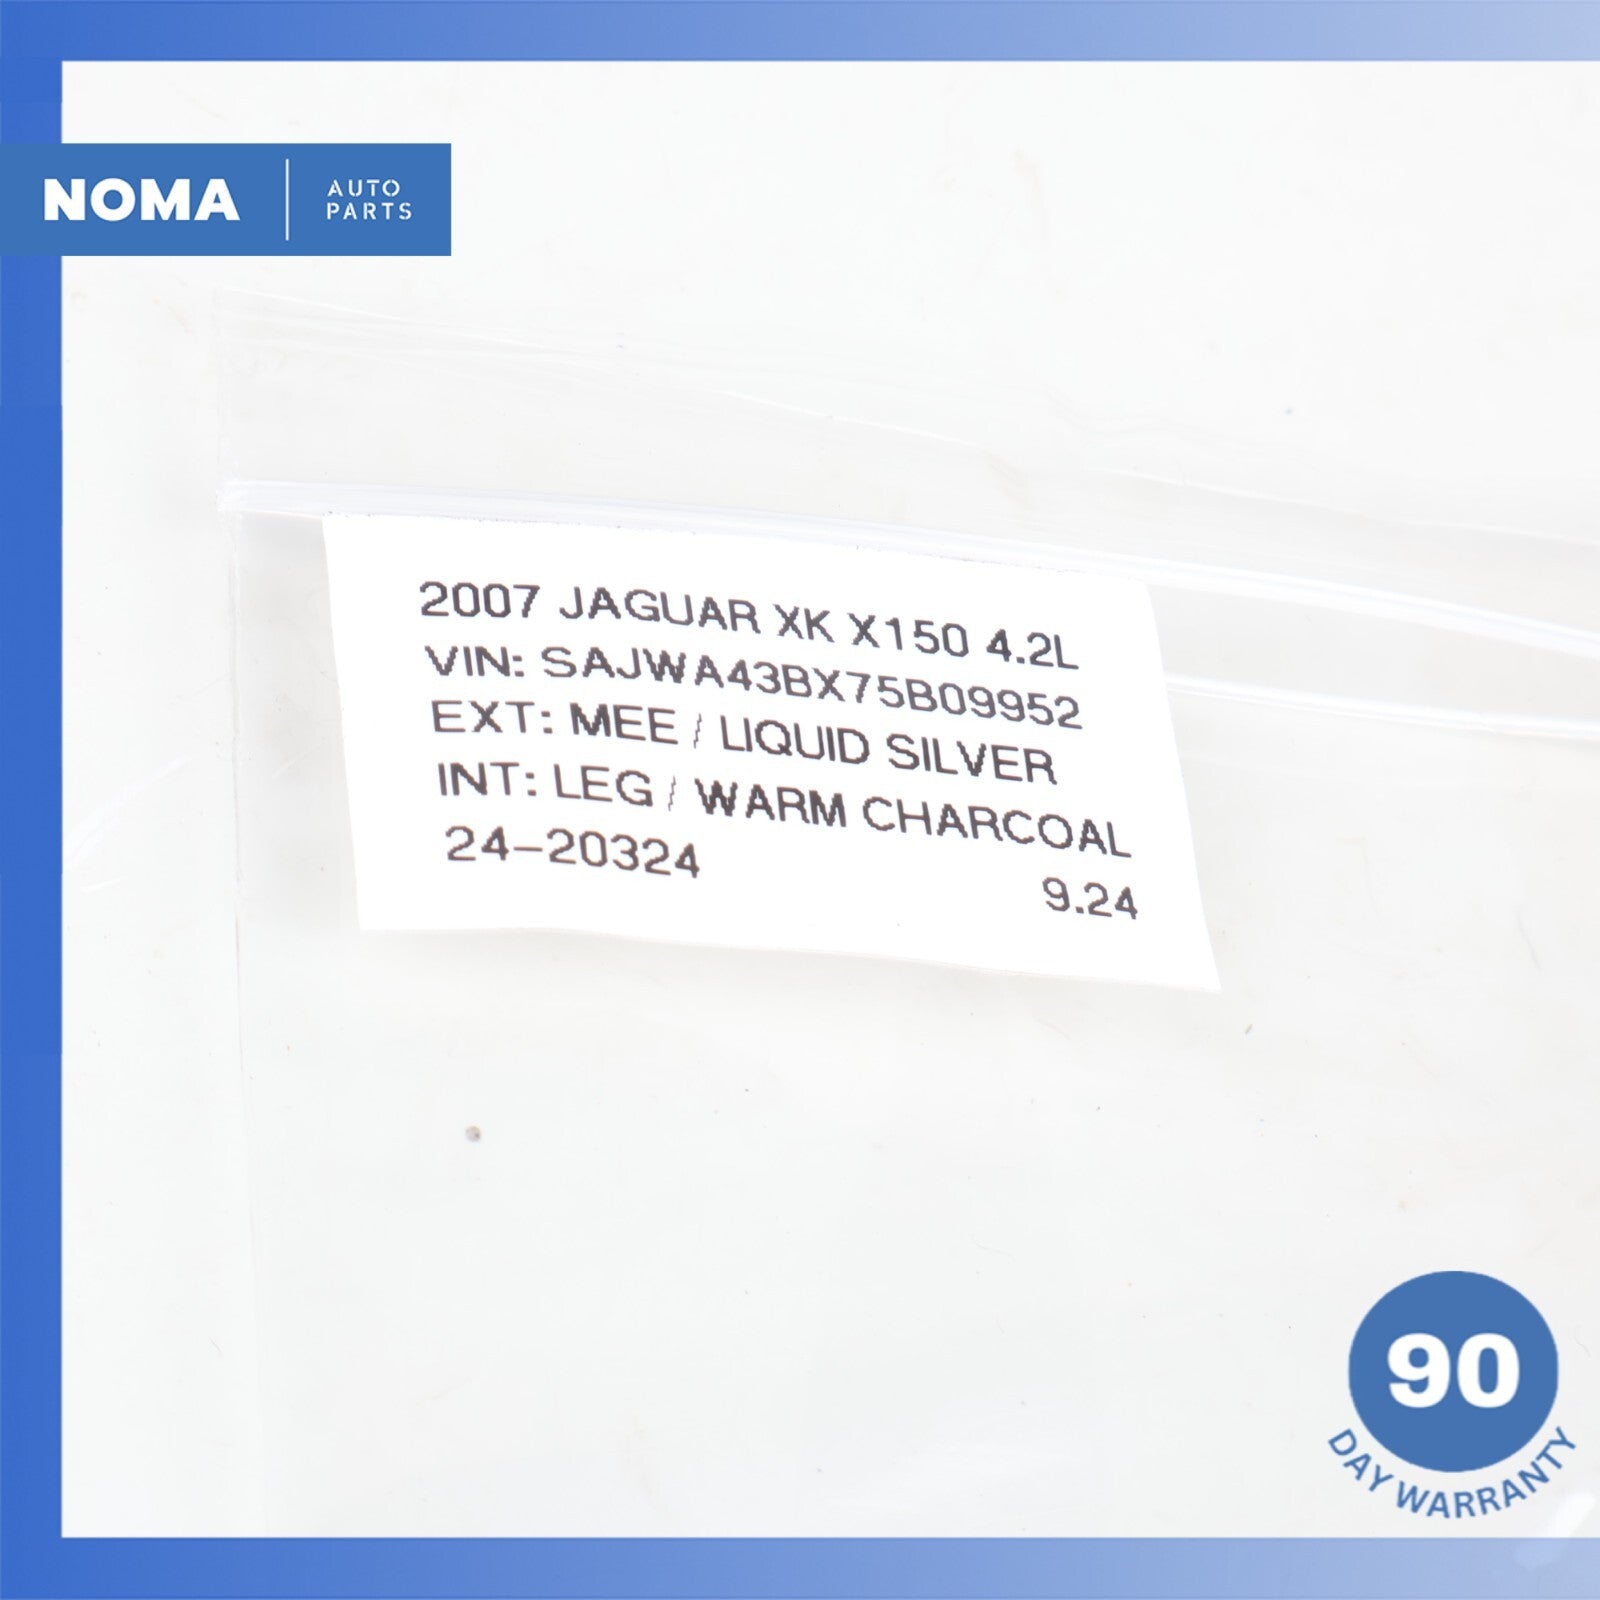 NOMA
AUTO
PARTS
2007 JAGUAR XK X150 4.2L
VIN: SAJWA43BX75B09952
EXT: MEE / LIQUID SILVER
INT: LEG / WARM CHARCOAL
24-20324
9.24
90
DAY WARRANTY